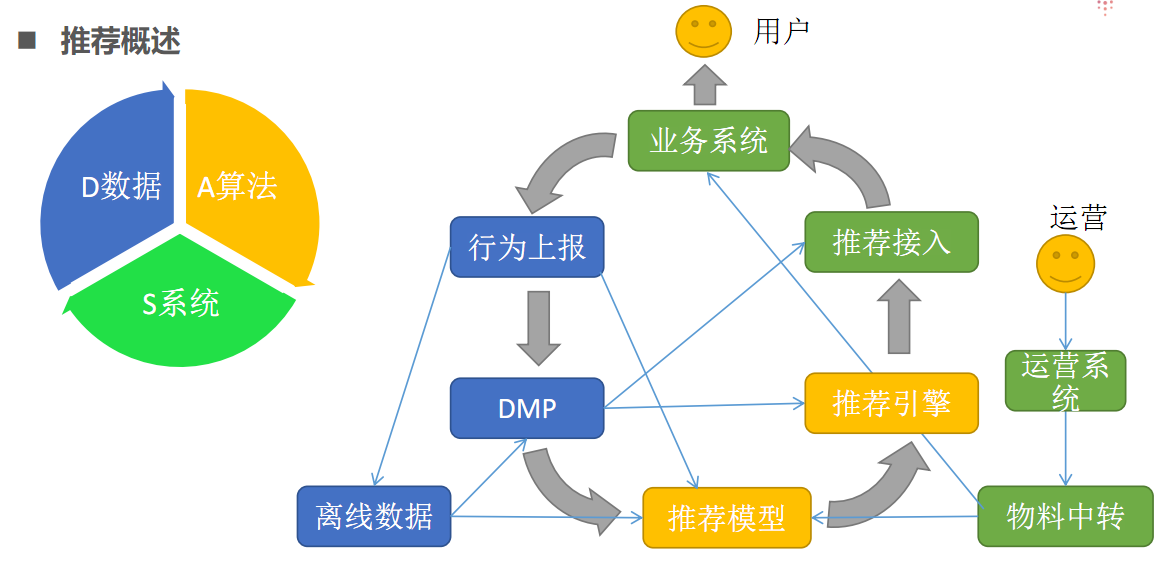 推荐概述
用户
D数据
A算法
S系统
业务系统
行为上报
推荐接入
运营
DMP
推荐引擎
运营系
统
离线数据
推荐模型
物料中转